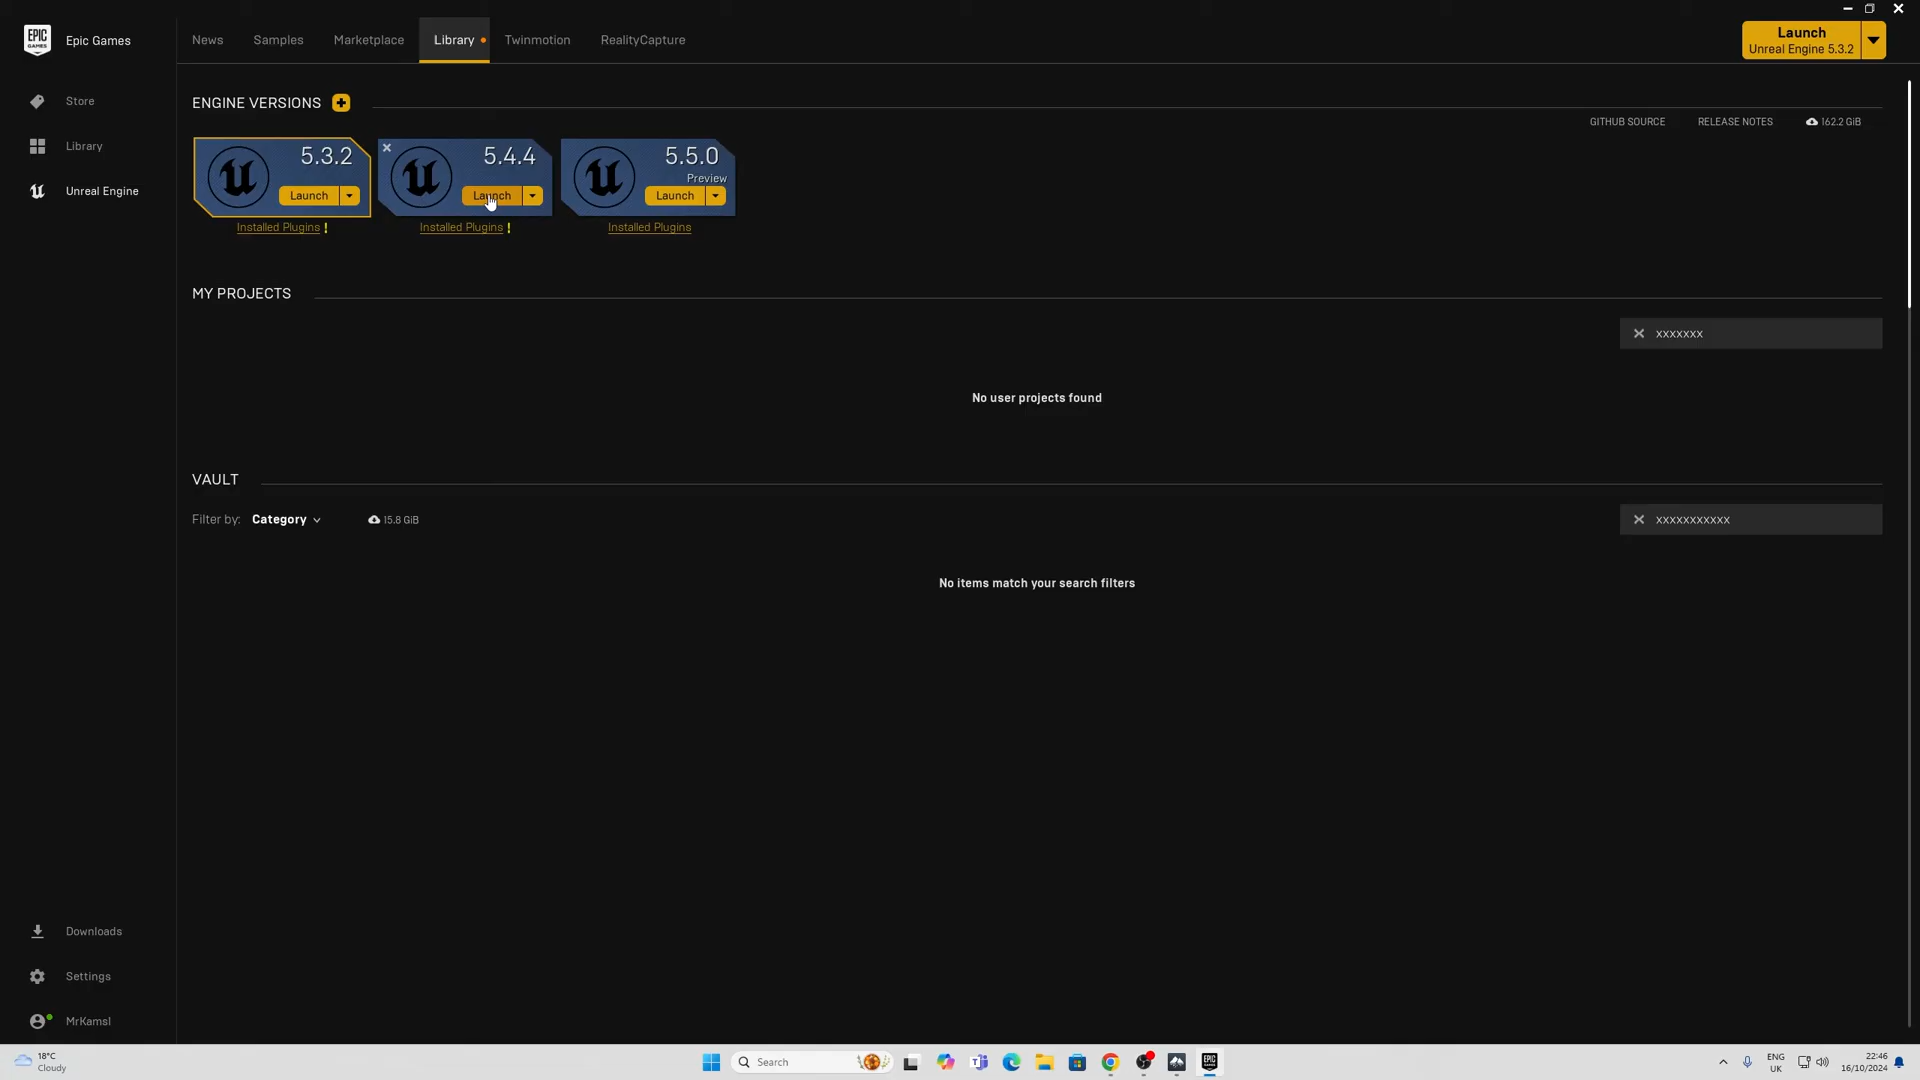 EPIC GAMES
Epic Games
News
Samples
Marketplace
Library
Twinmotion
RealityCapture
Launch
Unreal Engine 5.3.2
Store
Library
Unreal Engine
ENGINE VERSIONS
GITHUB SOURCE
RELEASE NOTES
162.2 GiB
5.3.2
Launch
Installed Plugins !
5.4.4
Launch
Installed Plugins !
5.5.0
Preview
Launch
Installed Plugins
MY PROJECTS
xxxxxxx
No user projects found
VAULT
Filter by: Category
15.8 GiB
xxxxxxxxxxx
No items match your search filters
Downloads
Settings
MrKamsl
18°C
Cloudy
Search
EPIC
ENG
UK
22:46
16/10/2024